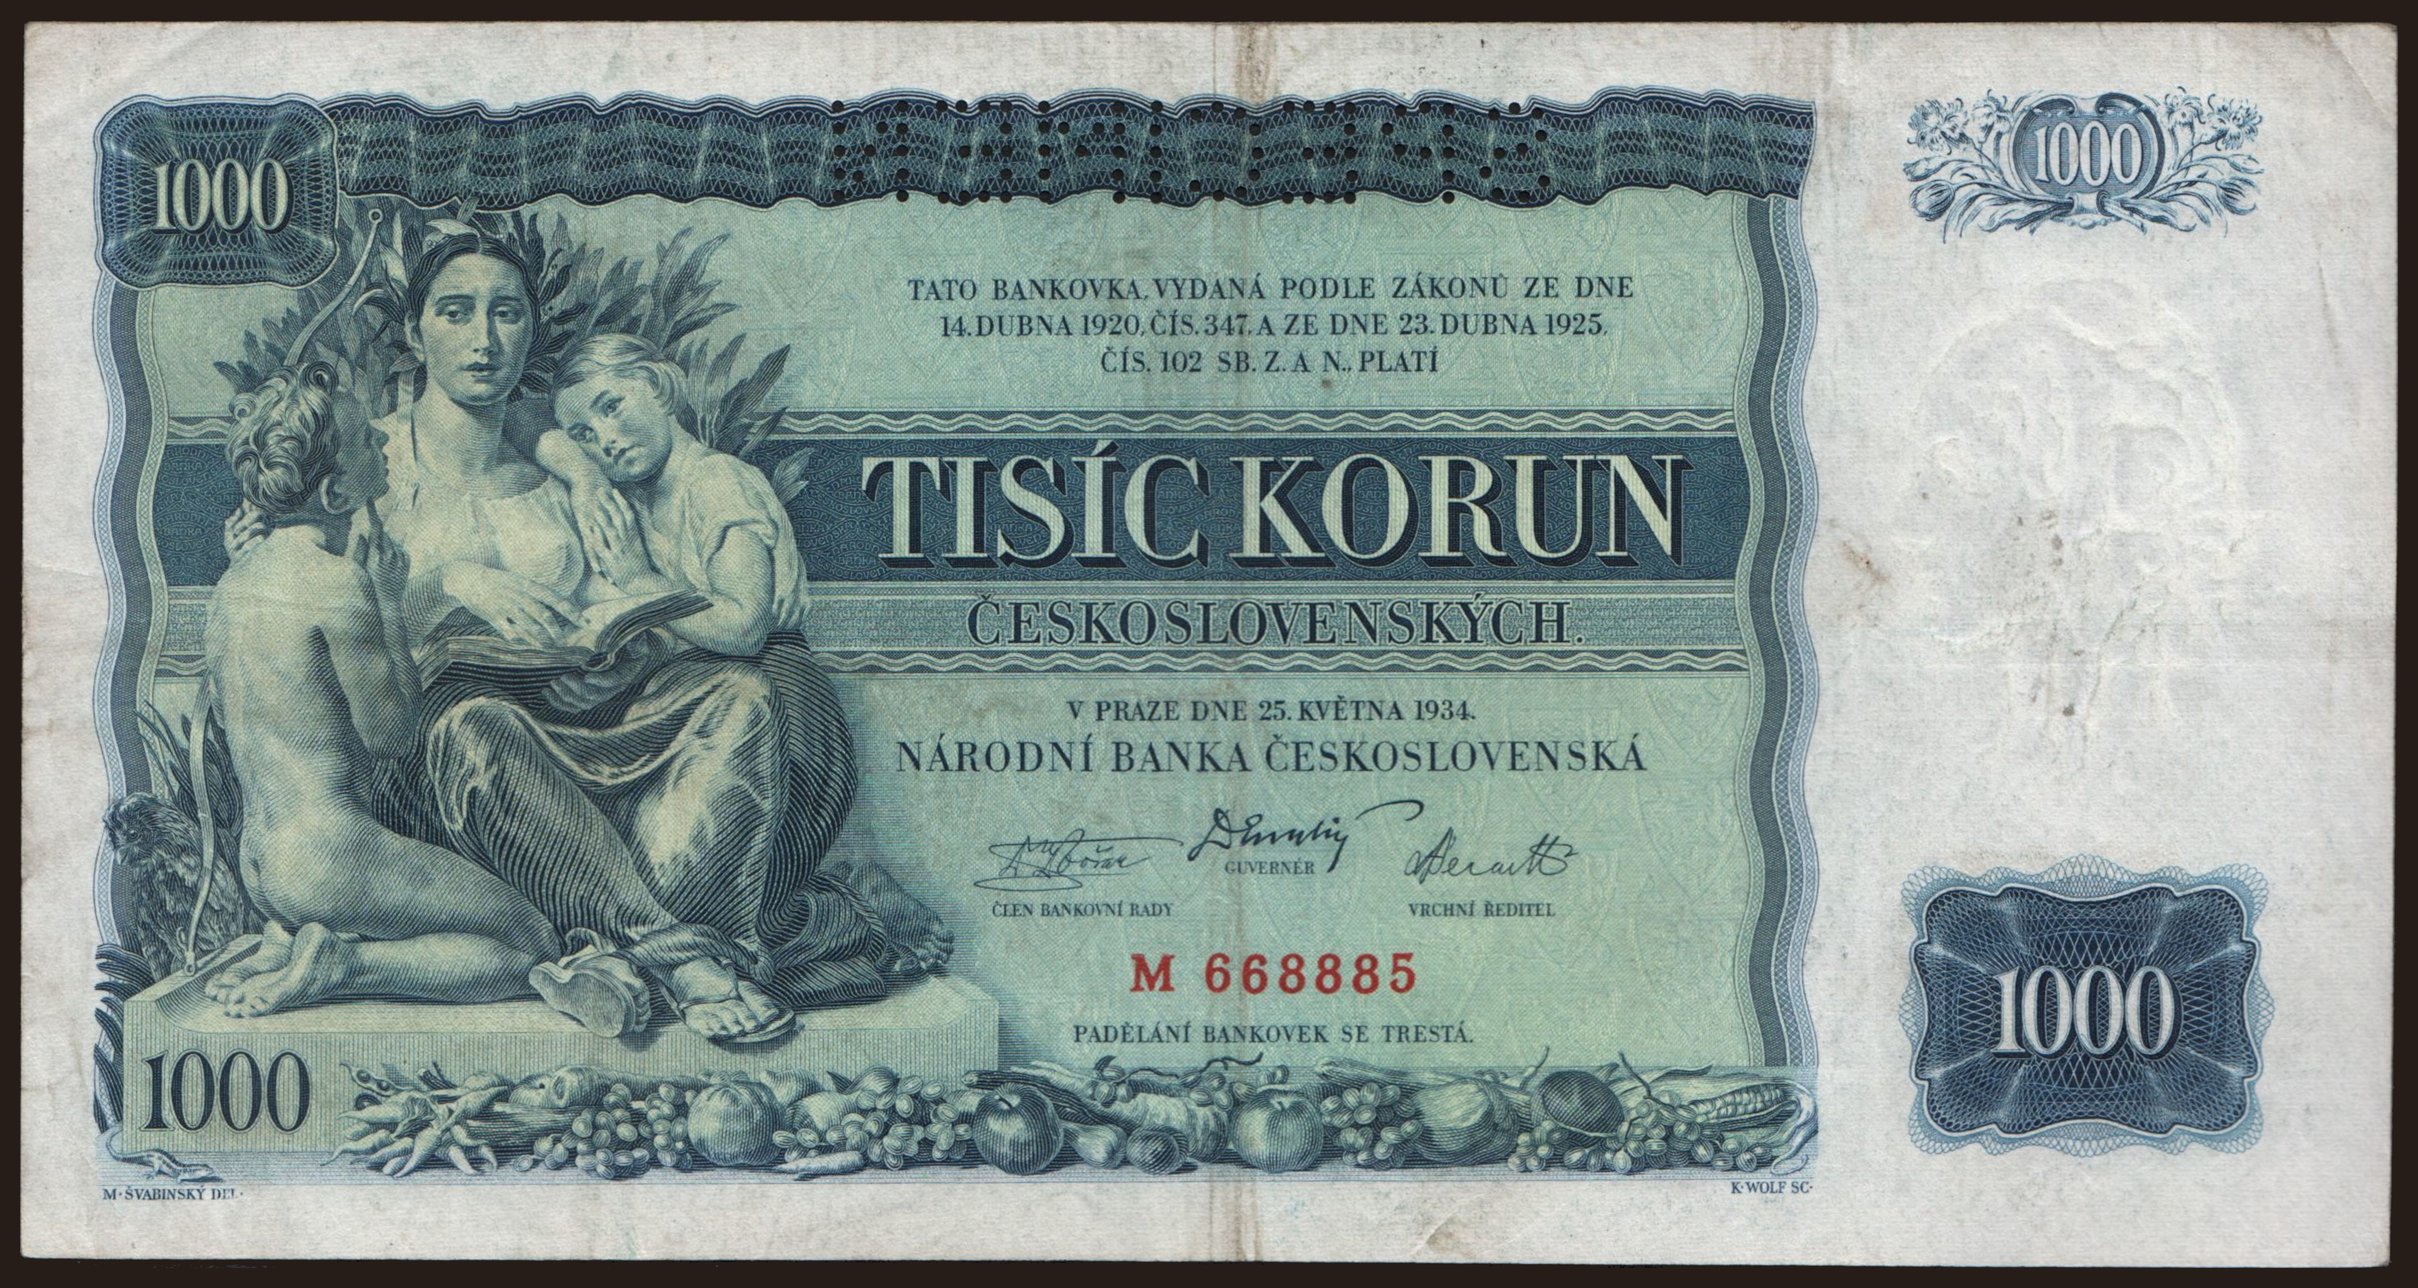 1000
1000
TATO BANKOVKA, VYDANÁ PODLE ZÁKONŮ ZE DNE
14. DUBNA 1920, ČÍS. 347, A ZE DNE 23. DUBNA 1925,
ČÍS. 102 SB. Z. A N., PLATÍ
TISÍC KORUN
ČESKOSLOVENSKÝCH.
V PRAZE DNE 25. KVĚTNA 1934.
NÁRODNÍ BANKA ČESKOSLOVENSKÁ
GUVERNÉR
ČLEN BANKOVNÍ RADY
VRCHNÍ ŘEDITEL
M 668885
PADĚLÁNÍ BANKOVEK SE TRESTÁ.
1000
1000
M·ŠVABINSKÝ DEL·
K·WOLF SC·